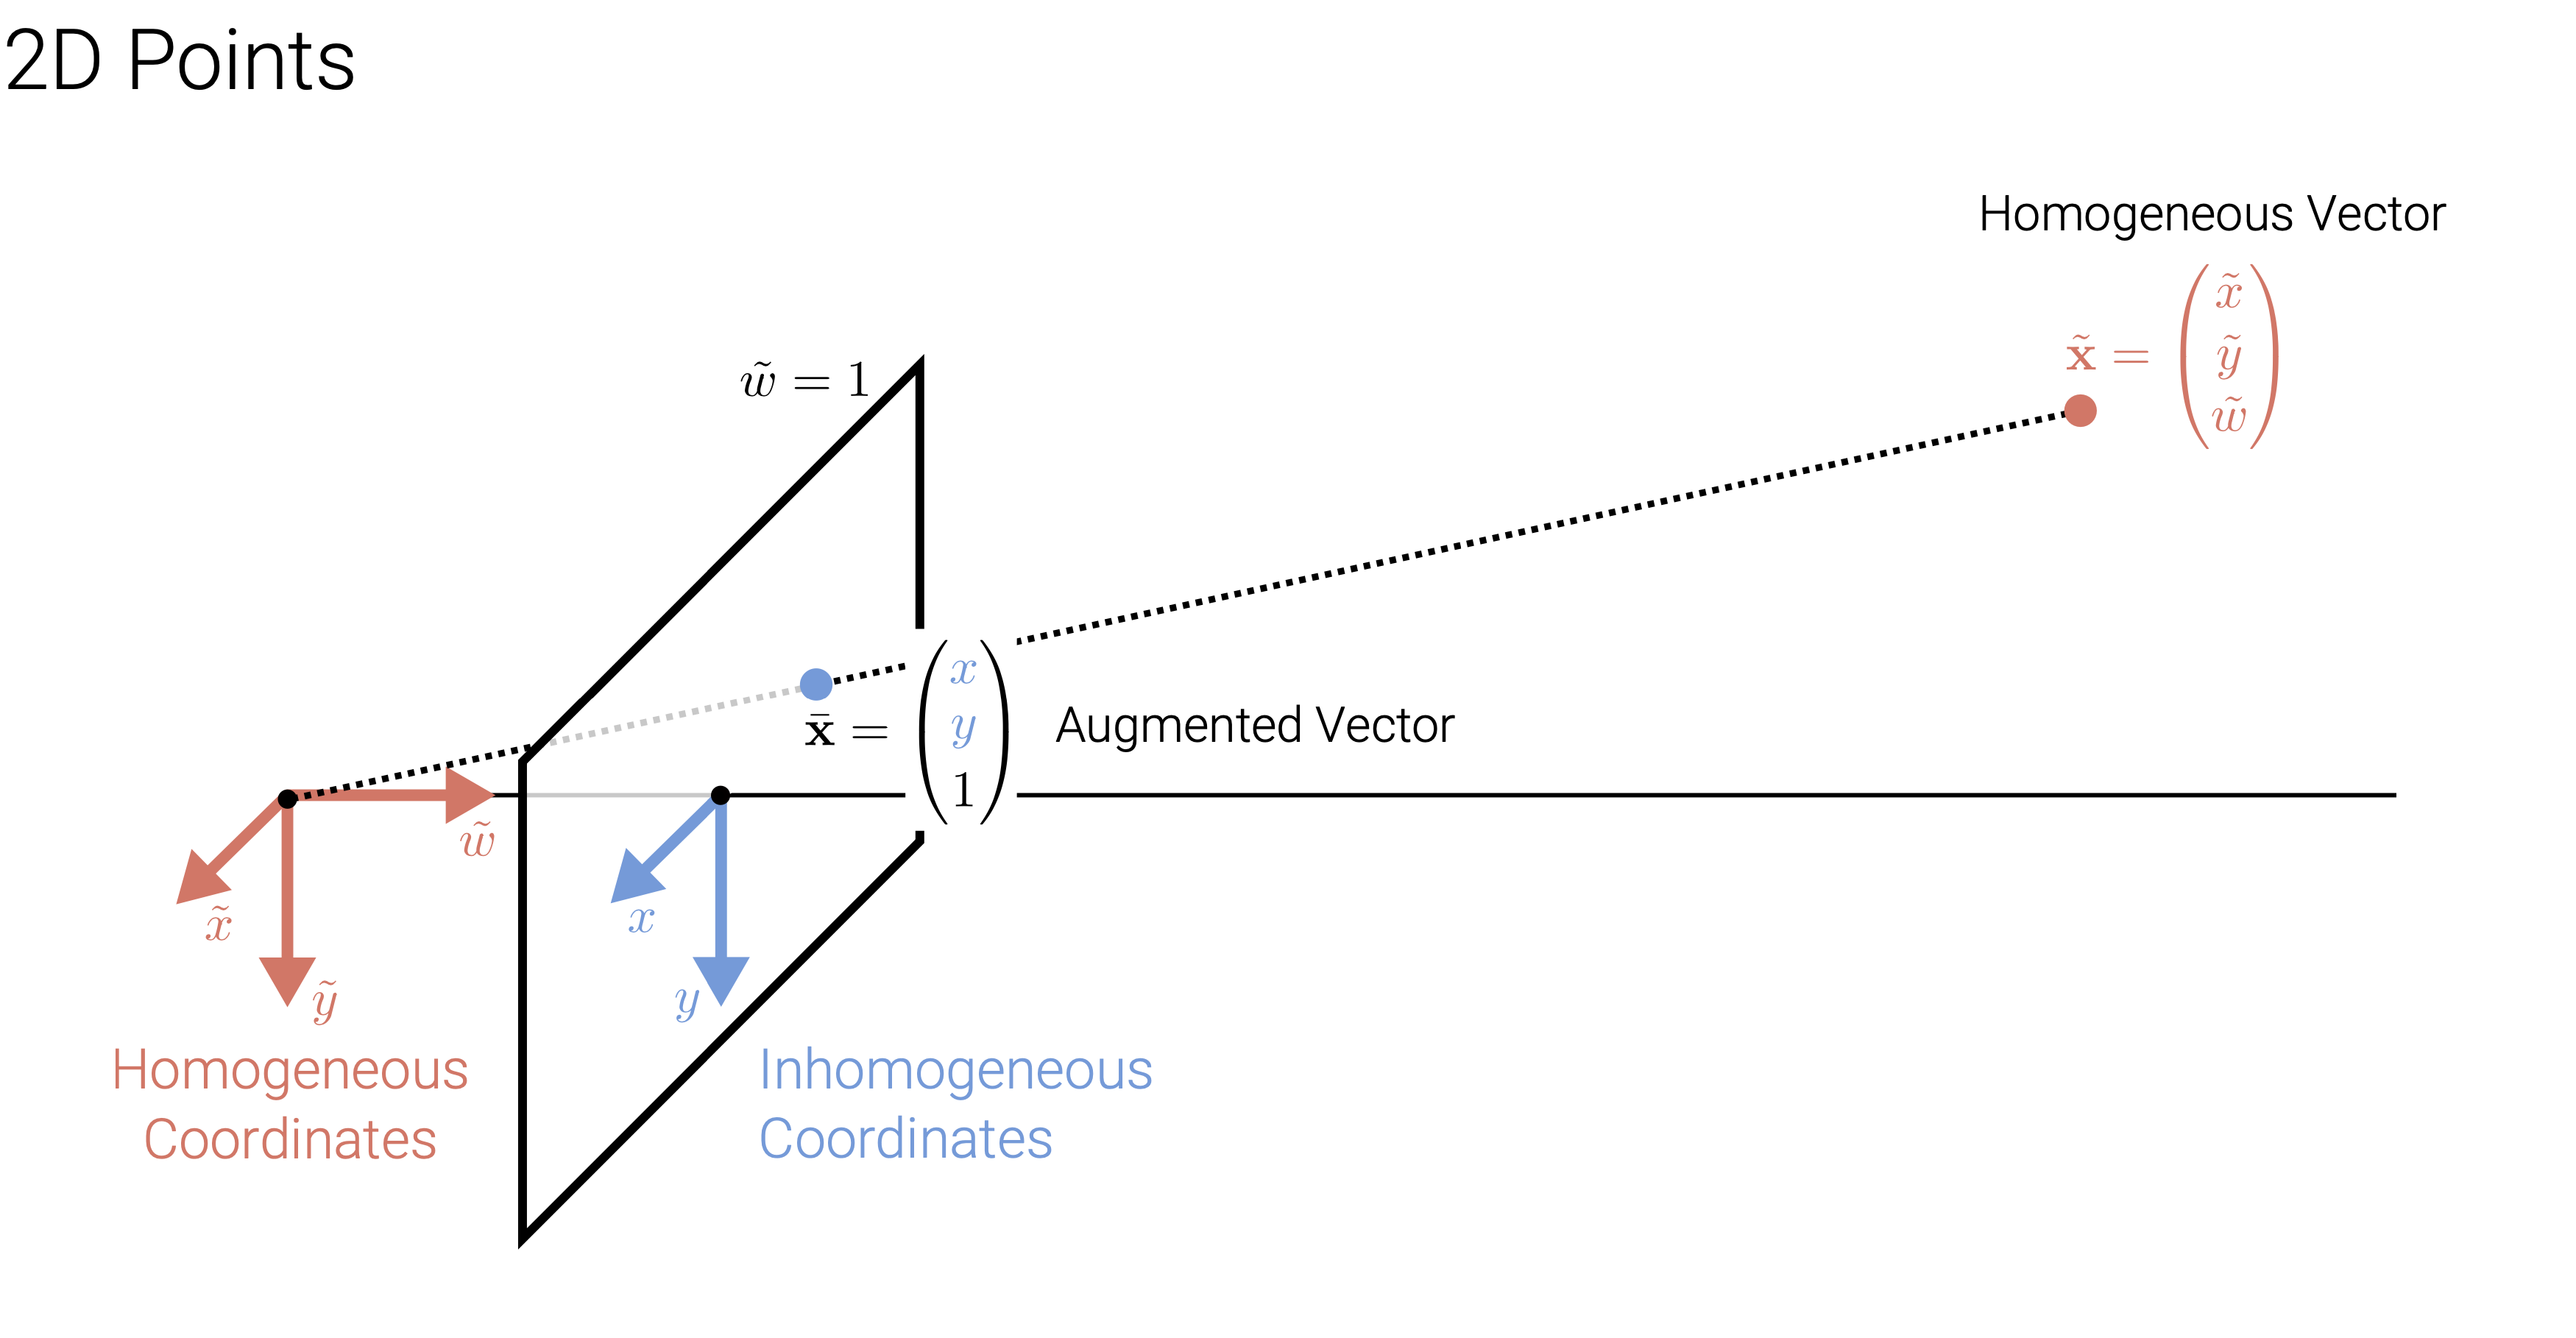 2D Points
Homogeneous Vector
x̃ = (x̃ ỹ w̃)
w̃ = 1
x̄ = (x y 1)
Augmented Vector
w̃
x̃
ỹ
x
y
Homogeneous
Coordinates
Inhomogeneous
Coordinates